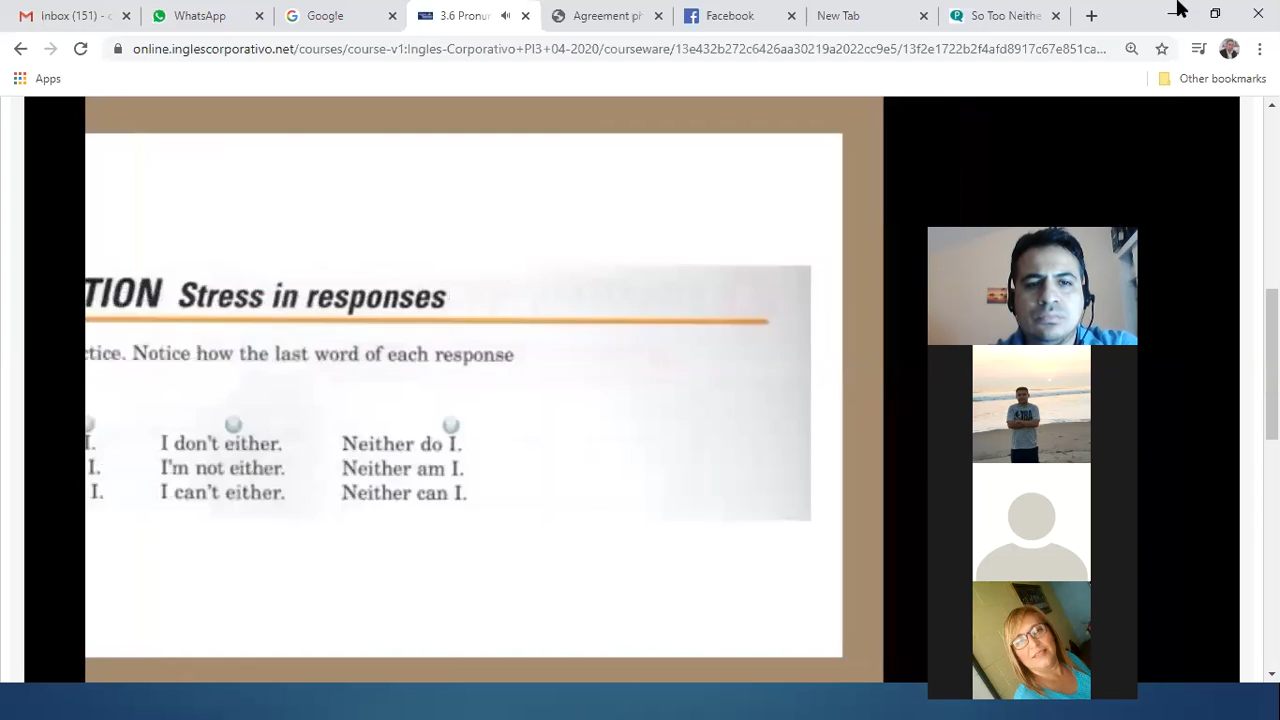 Inbox (151) - c
WhatsApp
Google
3.6 Pronun
Agreement ph
Facebook
New Tab
So Too Neithe
online.inglescorporativo.net/courses/course-v1:Ingles-Corporativo+PI3+04-2020/courseware/13e432b272c6426aa30219a2022cc9e5/13f2e1722b2f4afd8917c67e851ca...
Apps
Other bookmarks
TION Stress in responses
ctice. Notice how the last word of each response
I. I don't either. Neither do I.
I. I'm not either. Neither am I.
I. I can't either. Neither can I.